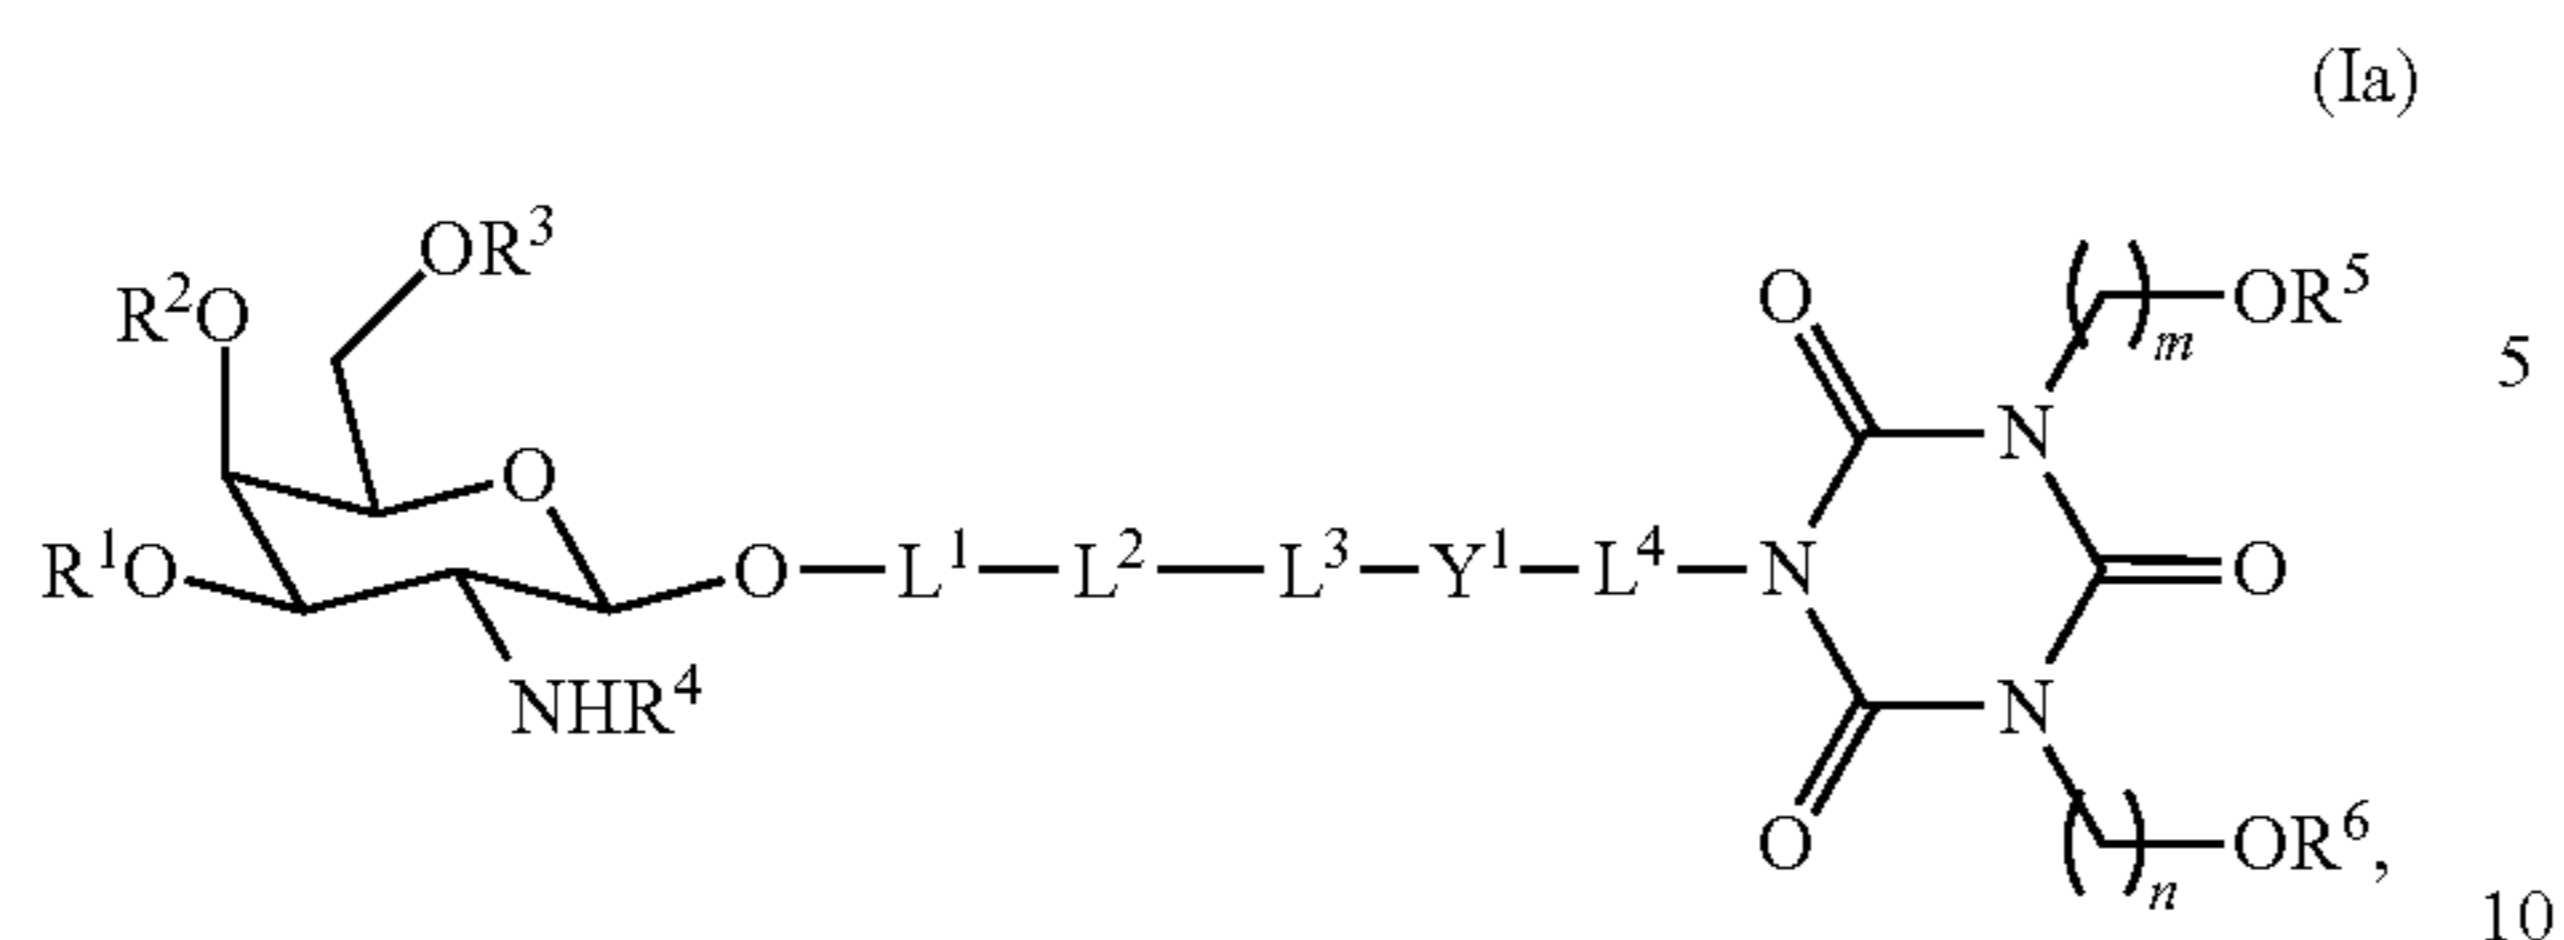 (Ia)
OR³
R²O
O
OR⁵
m
5
N
O
R¹O
O—L¹—L²—L³—Y¹—L⁴—N
O
NHR⁴
N
O
OR⁶,
n
10